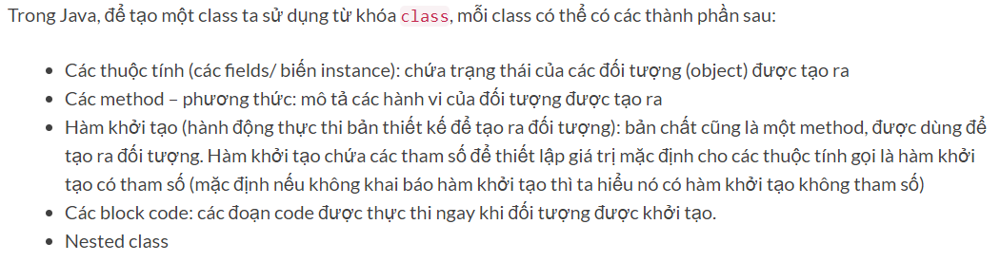 Trong Java, để tạo một class ta sử dụng từ khóa class, mỗi class có thể có các thành phần sau:
• Các thuộc tính (các fields/ biến instance): chứa trạng thái của các đối tượng (object) được tạo ra
• Các method – phương thức: mô tả các hành vi của đối tượng được tạo ra
• Hàm khởi tạo (hành động thực thi bản thiết kế để tạo ra đối tượng): bản chất cũng là một method, được dùng để
tạo ra đối tượng. Hàm khởi tạo chứa các tham số để thiết lập giá trị mặc định cho các thuộc tính gọi là hàm khởi
tạo có tham số (mặc định nếu không khai báo hàm khởi tạo thì ta hiểu nó có hàm khởi tạo không tham số)
• Các block code: các đoạn code được thực thi ngay khi đối tượng được khởi tạo.
• Nested class